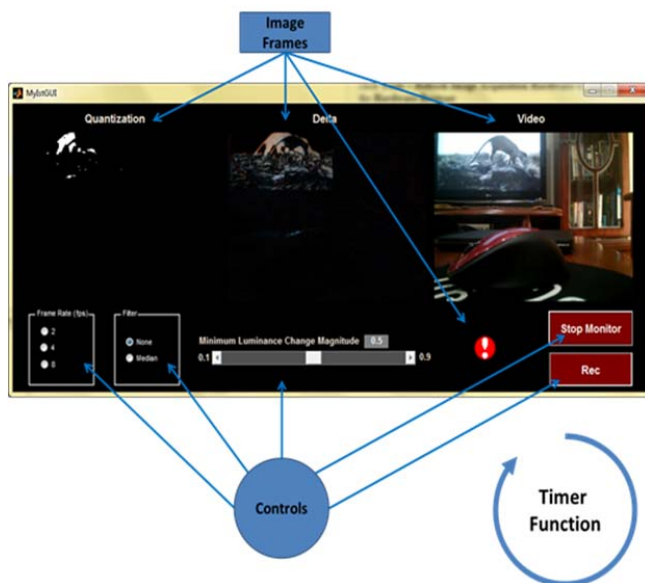 Image
Frames
MybitGUI
Quantization
Delta
Video
Frame Rate (fps)
2
4
8
Filter
None
Median
Minimum Luminance Change Magnitude 0.5
0.1
0.9
Stop Monitor
Rec
Controls
Timer
Function